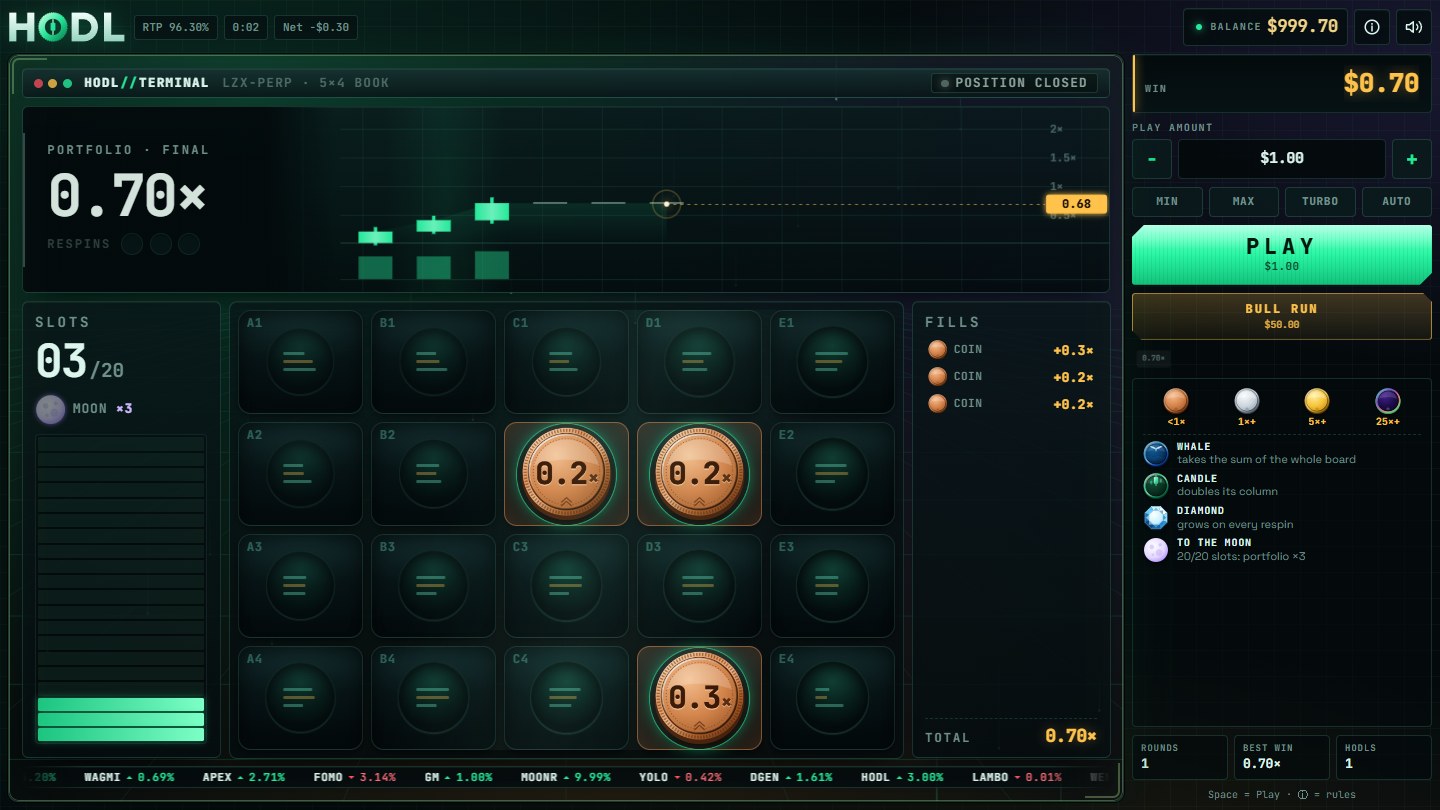 HODL
RTP 96.30%
0:02
Net -$0.30
BALANCE $999.70
HODL//TERMINAL LZX-PERP · 5×4 BOOK
POSITION CLOSED
PORTFOLIO · FINAL
0.70×
RESPINS
2×
1.5×
1×
0.68
0.5×
WIN $0.70
PLAY AMOUNT
- $1.00 +
MIN MAX TURBO AUTO
PLAY
$1.00
BULL RUN
$50.00
0.70×
<1× 1×+ 5×+ 25×+
WHALE
takes the sum of the whole board
CANDLE
doubles its column
DIAMOND
grows on every respin
TO THE MOON
20/20 slots: portfolio ×3
SLOTS
03/20
MOON ×3
A1 B1 C1 D1 E1
A2 B2 E2
0.2× 0.2×
A3 B3 C3 D3 E3
A4 B4 C4 E4
0.3×
FILLS
COIN +0.3×
COIN +0.2×
COIN +0.2×
TOTAL 0.70×
.20% WAGMI 0.69% APEX 2.71% FOMO 3.14% GM 1.00% MOONR 9.99% YOLO 0.42% DGEN 1.61% HODL 3.00% LAMBO 0.01%
ROUNDS
1
BEST WIN
0.70×
HODLS
1
Space = Play · ⓘ = rules